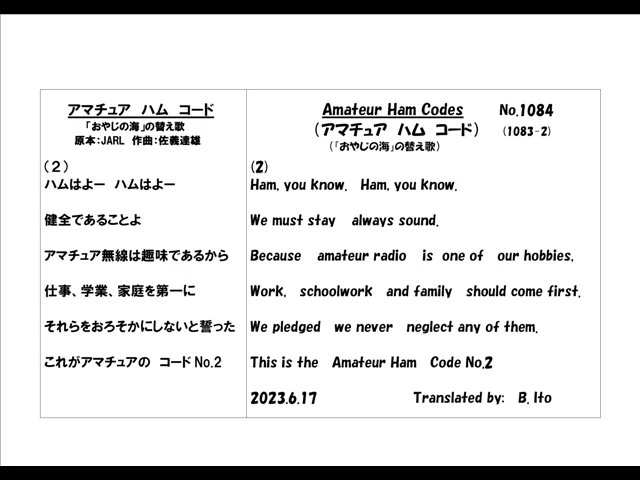 アマチュア ハム コード
「おやじの海」の替え歌
原本：JARL 作曲：佐義達雄
（２）
ハムはよー ハムはよー
健全であることよ
アマチュア無線は趣味であるから
仕事、学業、家庭を第一に
それらをおろそかにしないと誓った
これがアマチュアの コード No.2
Amateur Ham Codes No.1084
（アマチュア ハム コード） (1083-2)
（「おやじの海」の替え歌）
(2)
Ham, you know. Ham, you know.
We must stay always sound.
Because amateur radio is one of our hobbies.
Work, schoolwork and family should come first.
We pledged we never neglect any of them.
This is the Amateur Ham Code No.2
2023.6.17 Translated by: B. Ito